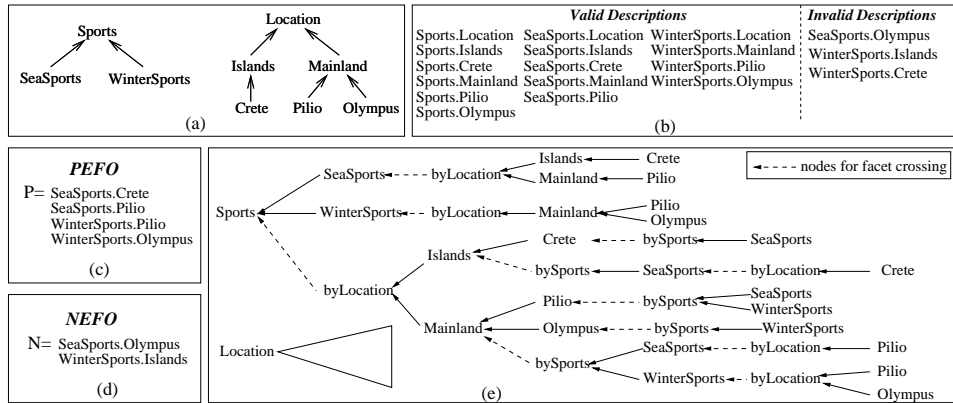 Sports
SeaSports
WinterSports
Location
Islands
Mainland
Crete
Pilio
Olympus
(a)
Valid Descriptions
Sports.Location SeaSports.Location WinterSports.Location
Sports.Islands SeaSports.Islands WinterSports.Mainland
Sports.Crete SeaSports.Crete WinterSports.Pilio
Sports.Mainland SeaSports.Mainland WinterSports.Olympus
Sports.Pilio SeaSports.Pilio
Sports.Olympus
Invalid Descriptions
SeaSports.Olympus
WinterSports.Islands
WinterSports.Crete
(b)
PEFO
P= SeaSports.Crete
SeaSports.Pilio
WinterSports.Pilio
WinterSports.Olympus
(c)
NEFO
N= SeaSports.Olympus
WinterSports.Islands
(d)
nodes for facet crossing
Islands Crete
SeaSports byLocation
Mainland Pilio
Sports WinterSports byLocation Mainland Pilio
Olympus
Crete bySports SeaSports
Islands
bySports SeaSports byLocation Crete
byLocation
Pilio bySports SeaSports
WinterSports
Mainland Olympus bySports WinterSports
Location
SeaSports byLocation Pilio
bySports
WinterSports byLocation Pilio
Olympus
(e)